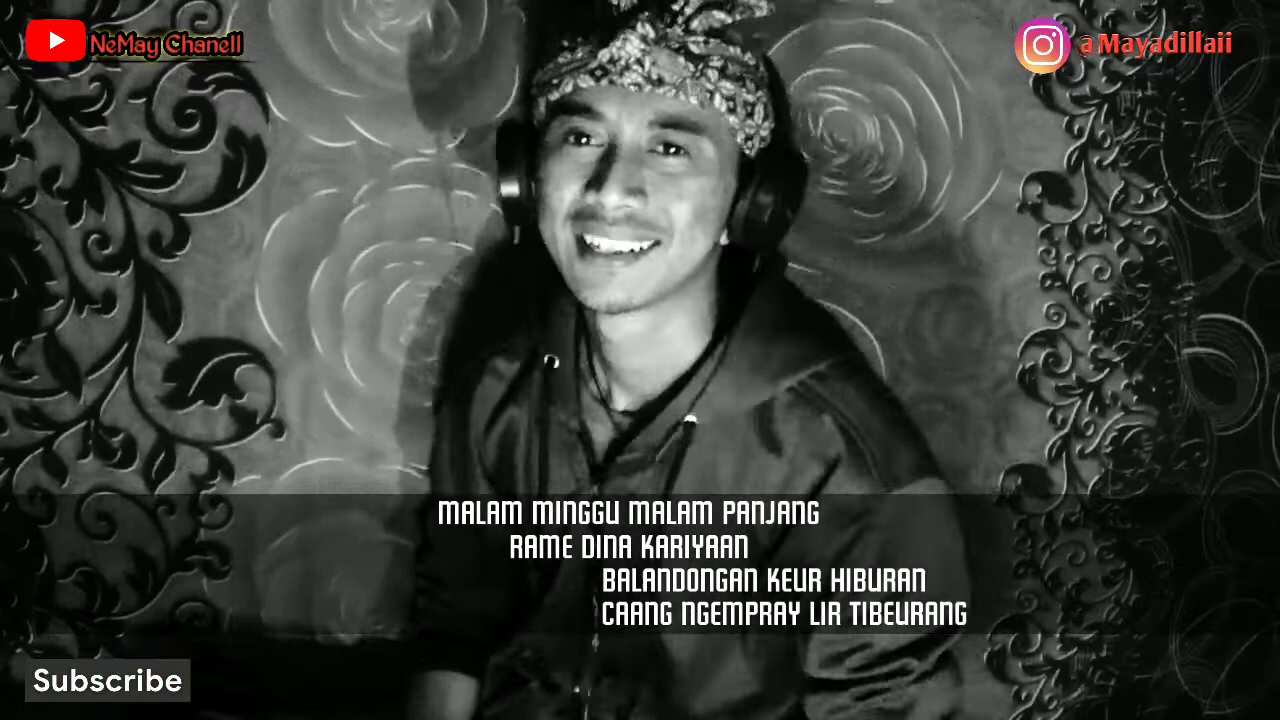 NeMay Chanell
@Mayadillaii
MALAM MINGGU MALAM PANJANG
RAME DINA KARIYAAN
BALANDONGAN KEUR HIBURAN
CAANG NGEMPRAY LIR TIBEURANG
Subscribe